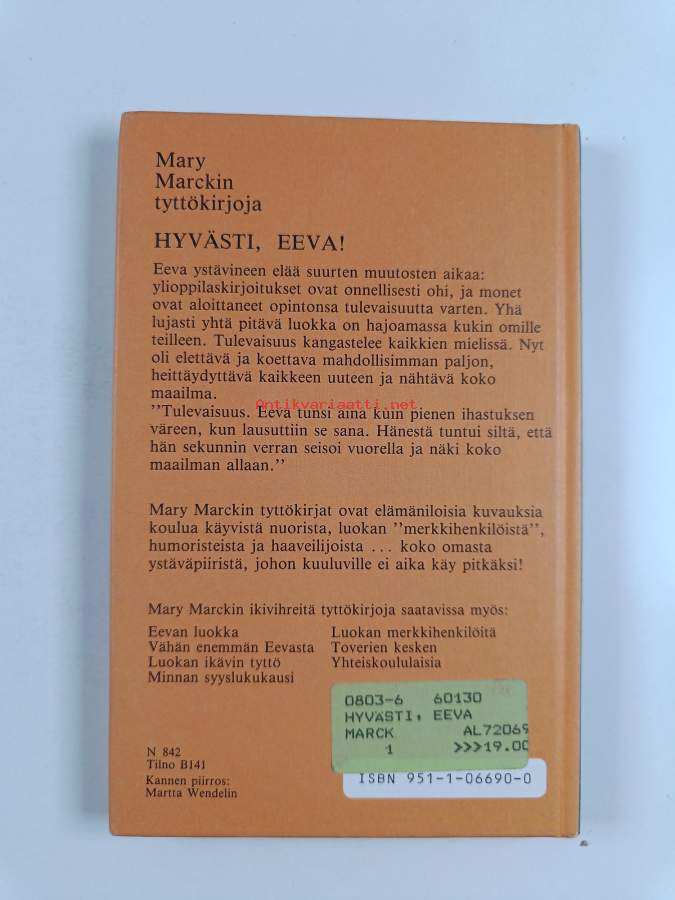 Mary
Marckin
tyttökirjoja
HYVÄSTI, EEVA!
Eeva ystävineen elää suurten muutosten aikaa:
ylioppilaskirjoitukset ovat onnellisesti ohi, ja monet
ovat aloittaneet opintonsa tulevaisuutta varten. Yhä
lujasti yhtä pitävä luokka on hajoamassa kukin omille
teilleen. Tulevaisuus kangastelee kaikkien mielissä. Nyt
oli elettävä ja koettava mahdollisimman paljon,
heittäydyttävä kaikkeen uuteen ja nähtävä koko
maailma.
Antikvariaatti.net
"Tulevaisuus. Eeva tunsi aina kuin pienen ihastuksen
väreen, kun lausuttiin se sana. Hänestä tuntui siltä, että
hän sekunnin verran seisoi vuorella ja näki koko
maailman allaan."
Mary Marckin tyttökirjat ovat elämäniloisia kuvauksia
koulua käyvistä nuorista, luokan "merkkihenkilöistä",
humoristeista ja haaveilijoista ... koko omasta
ystäväpiiristä, johon kuuluville ei aika käy pitkäksi!
Mary Marckin ikivihreitä tyttökirjoja saatavissa myös:
Eevan luokka
Vähän enemmän Eevasta
Luokan ikävin tyttö
Minnan syyslukukausi
Luokan merkkihenkilöitä
Toverien kesken
Yhteiskoululaisia
0803-6 60130
HYVÄSTI, EEVA
MARCK AL72069
1 >>>19.00
N 842
Tilno B141
Kannen piirros:
Martta Wendelin
ISBN 951-1-06690-0